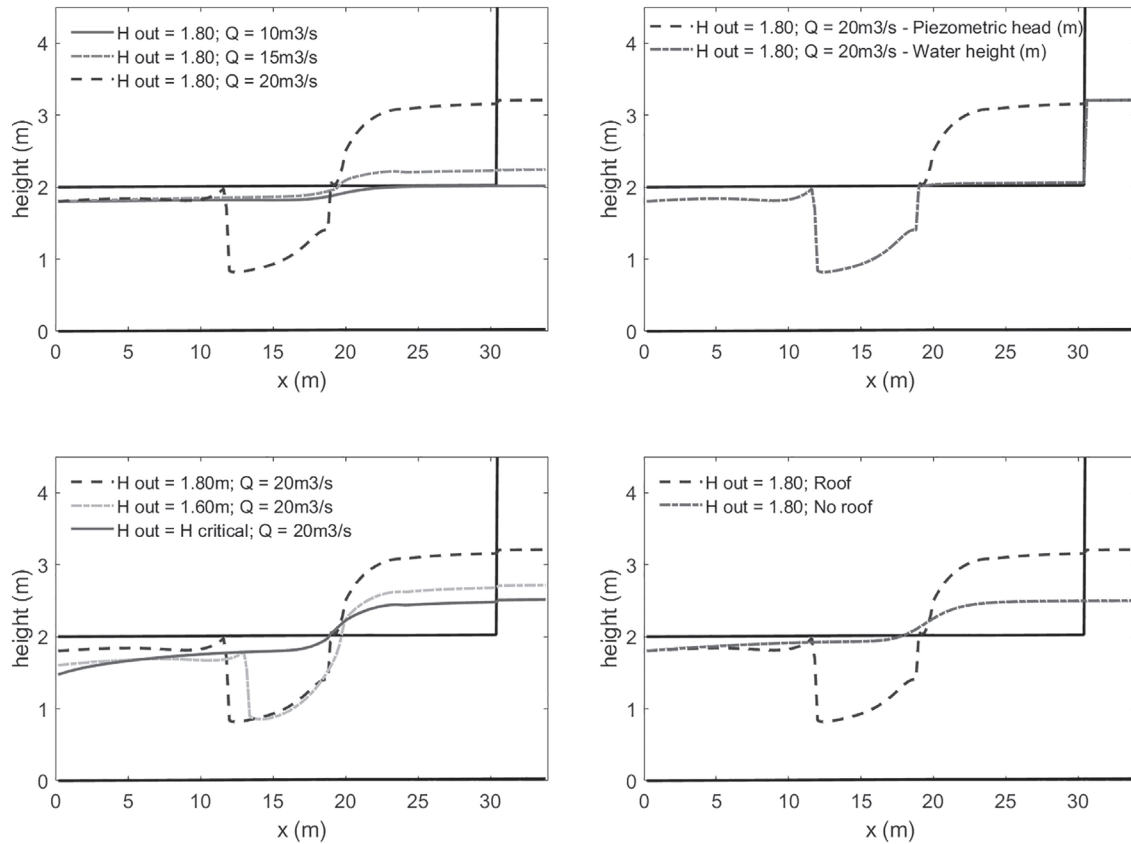 H out = 1.80; Q = 10m3/s
H out = 1.80; Q = 15m3/s
H out = 1.80; Q = 20m3/s
height (m)
4
3
2
1
0
0 5 10 15 20 25 30
x (m)
H out = 1.80; Q = 20m3/s - Piezometric head (m)
H out = 1.80; Q = 20m3/s - Water height (m)
height (m)
4
3
2
1
0
0 5 10 15 20 25 30
x (m)
H out = 1.80m; Q = 20m3/s
H out = 1.60m; Q = 20m3/s
H out = H critical; Q = 20m3/s
height (m)
4
3
2
1
0
0 5 10 15 20 25 30
x (m)
H out = 1.80; Roof
H out = 1.80; No roof
height (m)
4
3
2
1
0
0 5 10 15 20 25 30
x (m)